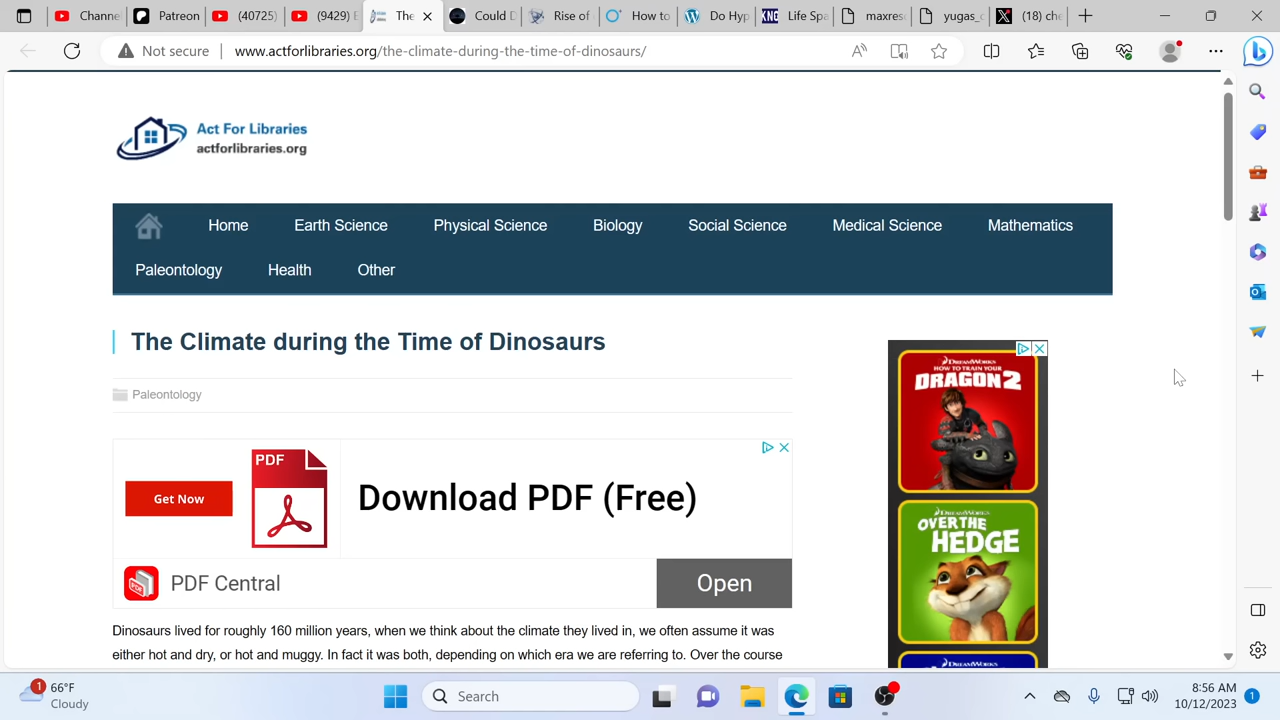 Chann
(40725
(9429)
The
Could D
Rise of
How to
Life Spa
yugas_c
(18) che
Not secure
www.actforlibraries.org/the-climate-during-the-time-of-dinosaurs/
Act For Libraries
actforlibraries.org
Home Earth Science Physical Science Biology Social Science Medical Science Mathematics
Paleontology Health Other
The Climate during the Time of Dinosaurs
Paleontology
PDF
Get Now
Download PDF (Free)
PDF Central
Open
DREAMWORKS
HOW TO TRAIN YOUR
DRAGON 2
DREAMWORKS
OVER THE
HEDGE
DREAMWORKS
Dinosaurs lived for roughly 160 million years, when we think about the climate they lived in, we often assume it was
either hot and dry, or hot and muggy. In fact it was both, depending on which era we are referring to. Over the course
1
66°F
Cloudy
Search
8:56 AM
10/12/2023
1